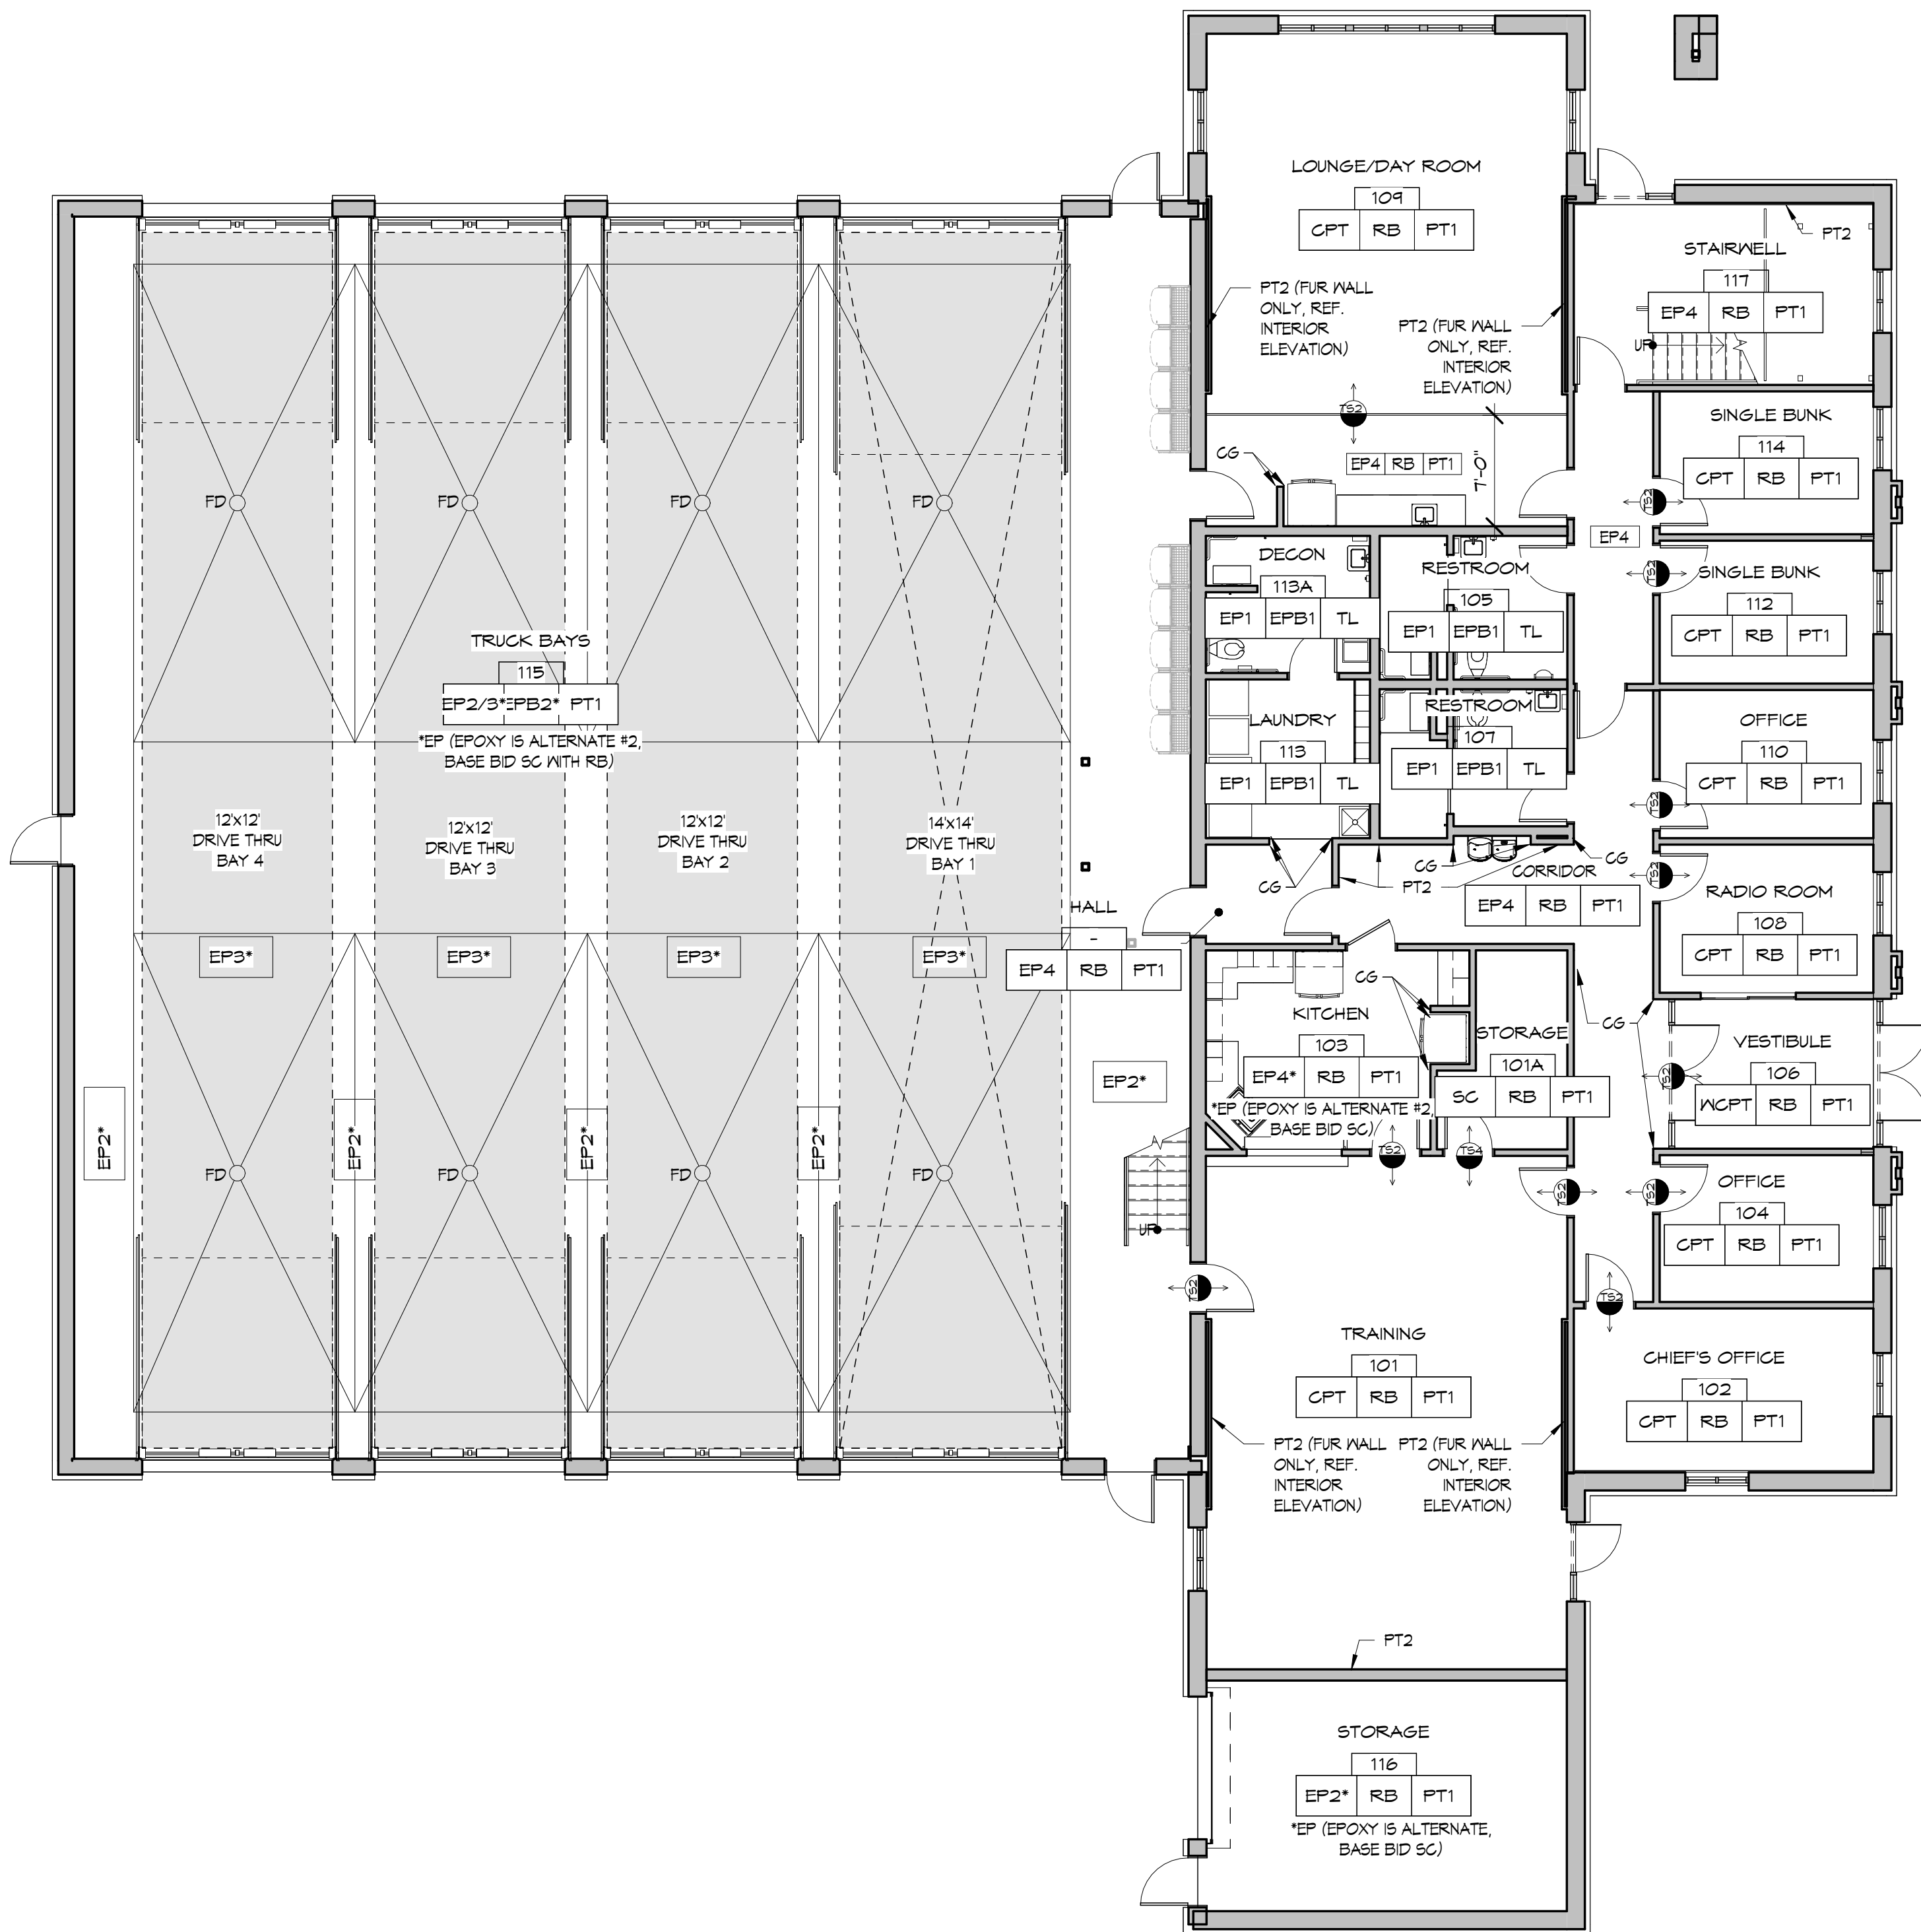 LOUNGE/DAY ROOM
109
CPT RB PT1
PT2 (FUR WALL
ONLY, REF.
INTERIOR
ELEVATION)
PT2 (FUR WALL
ONLY, REF.
INTERIOR
ELEVATION)
TS2
CG
EP4 RB PT1
7'-0"
STAIRWELL
PT2
117
EP4 RB PT1
UP
SINGLE BUNK
114
CPT RB PT1
TS2
EP4
TS2
SINGLE BUNK
112
CPT RB PT1
DECON
113A
EP1 EPB1 TL
RESTROOM
105
EP1 EPB1 TL
LAUNDRY
113
EP1 EPB1 TL
RESTROOM
107
EP1 EPB1 TL
OFFICE
110
CPT RB PT1
TS2
FD
FD
FD
FD
TRUCK BAYS
115
EP2/3* EPB2* PT1
*EP (EPOXY IS ALTERNATE #2,
BASE BID SC WITH RB)
12'x12'
DRIVE THRU
BAY 4
12'x12'
DRIVE THRU
BAY 3
12'x12'
DRIVE THRU
BAY 2
14'x14'
DRIVE THRU
BAY 1
CG
CG
PT2
CG
CORRIDOR
EP4 RB PT1
TS2
RADIO ROOM
108
CPT RB PT1
HALL
-
EP4 RB PT1
EP3*
EP3*
EP3*
EP3*
EP2*
EP2*
EP2*
EP2*
EP2*
FD
FD
FD
FD
UP
KITCHEN
103
EP4* RB PT1
*EP (EPOXY IS ALTERNATE #2,
BASE BID SC)
CG
STORAGE
101A
SC RB PT1
TS2
TS4
CG
VESTIBULE
106
WCPT RB PT1
TS2
TS2
TS2
OFFICE
104
CPT RB PT1
TS2
TS2
TRAINING
101
CPT RB PT1
PT2 (FUR WALL
ONLY, REF.
INTERIOR
ELEVATION)
PT2 (FUR WALL
ONLY, REF.
INTERIOR
ELEVATION)
CHIEF'S OFFICE
102
CPT RB PT1
PT2
STORAGE
116
EP2* RB PT1
*EP (EPOXY IS ALTERNATE,
BASE BID SC)